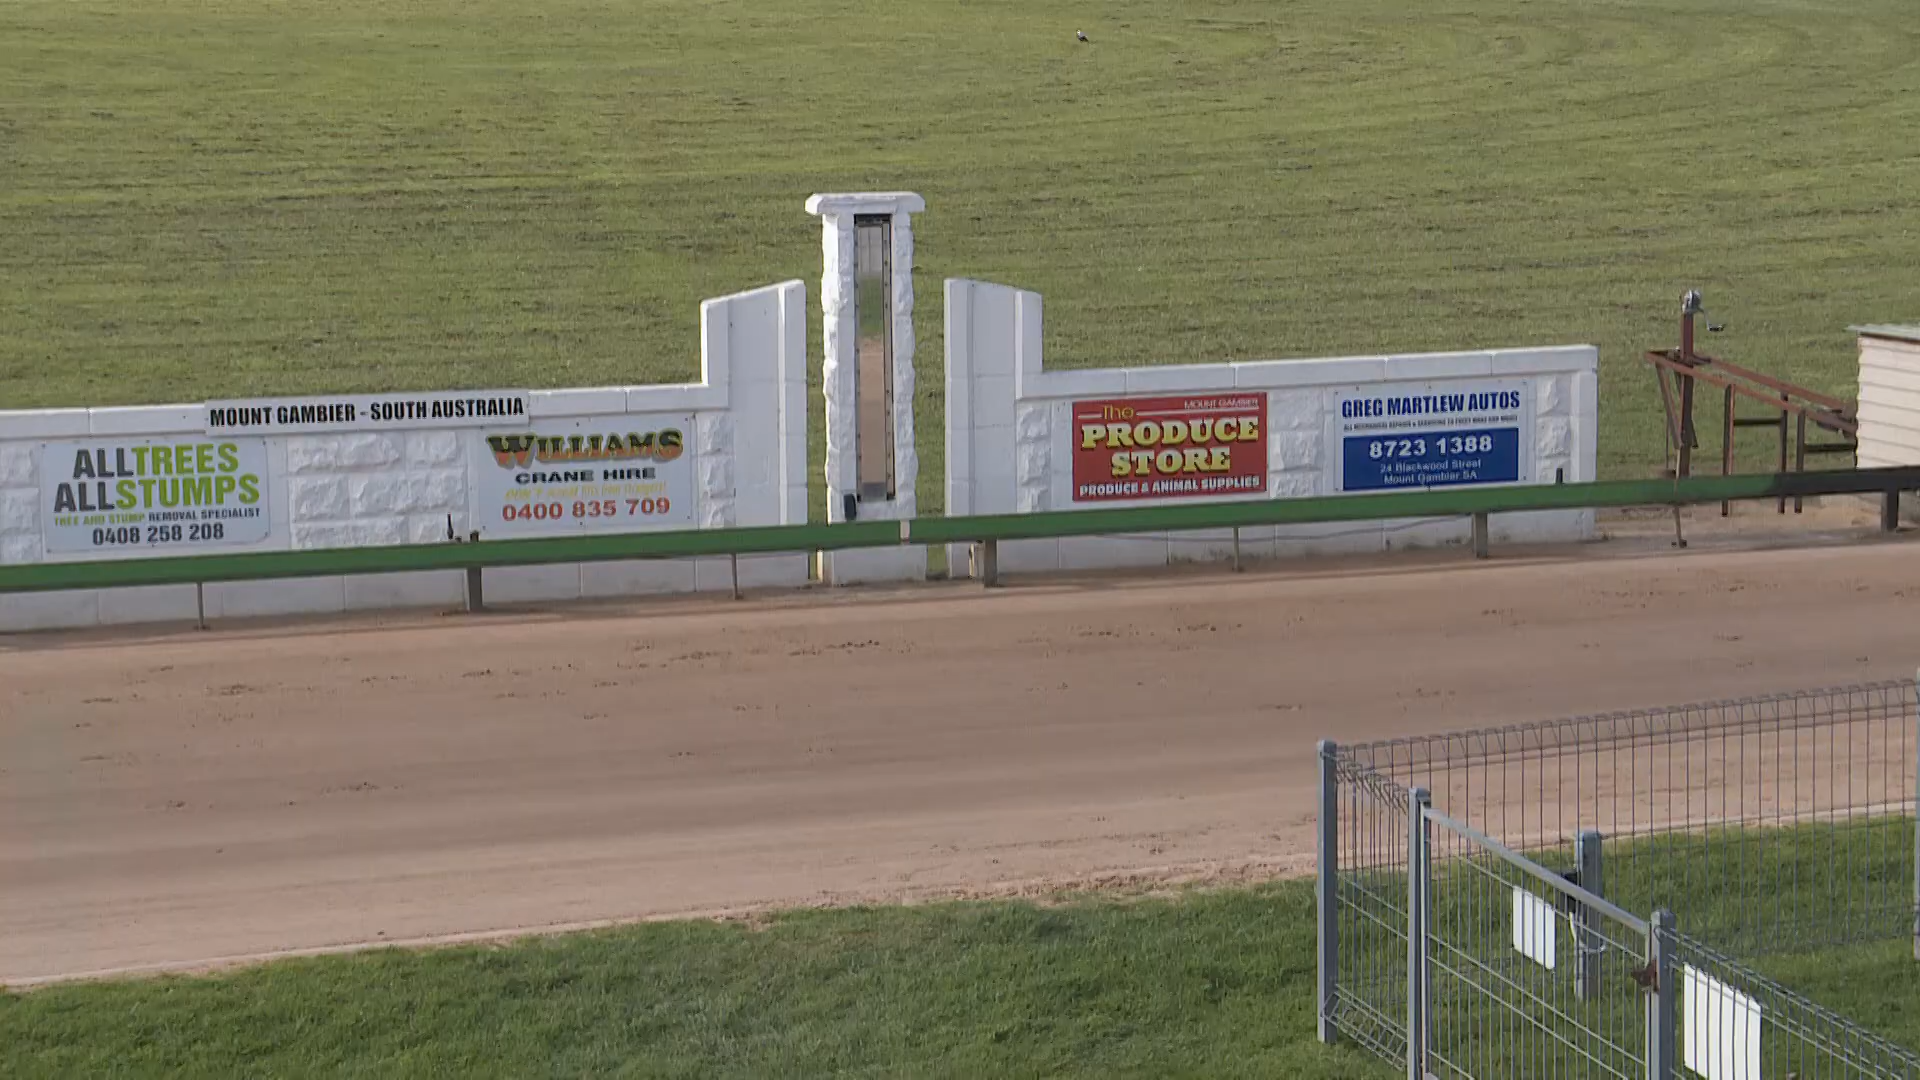 MOUNT GAMBIER - SOUTH AUSTRALIA
ALLTREES
ALLSTUMPS
TREE AND STUMP REMOVAL SPECIALIST
0408 258 208
WILLIAMS
CRANE HIRE
0400 835 709
The MOUNT GAMBIER
PRODUCE
STORE
PRODUCE & ANIMAL SUPPLIES
GREG MARTLEW AUTOS
8723 1388
24 Blackwood Street
Mount Gambier SA